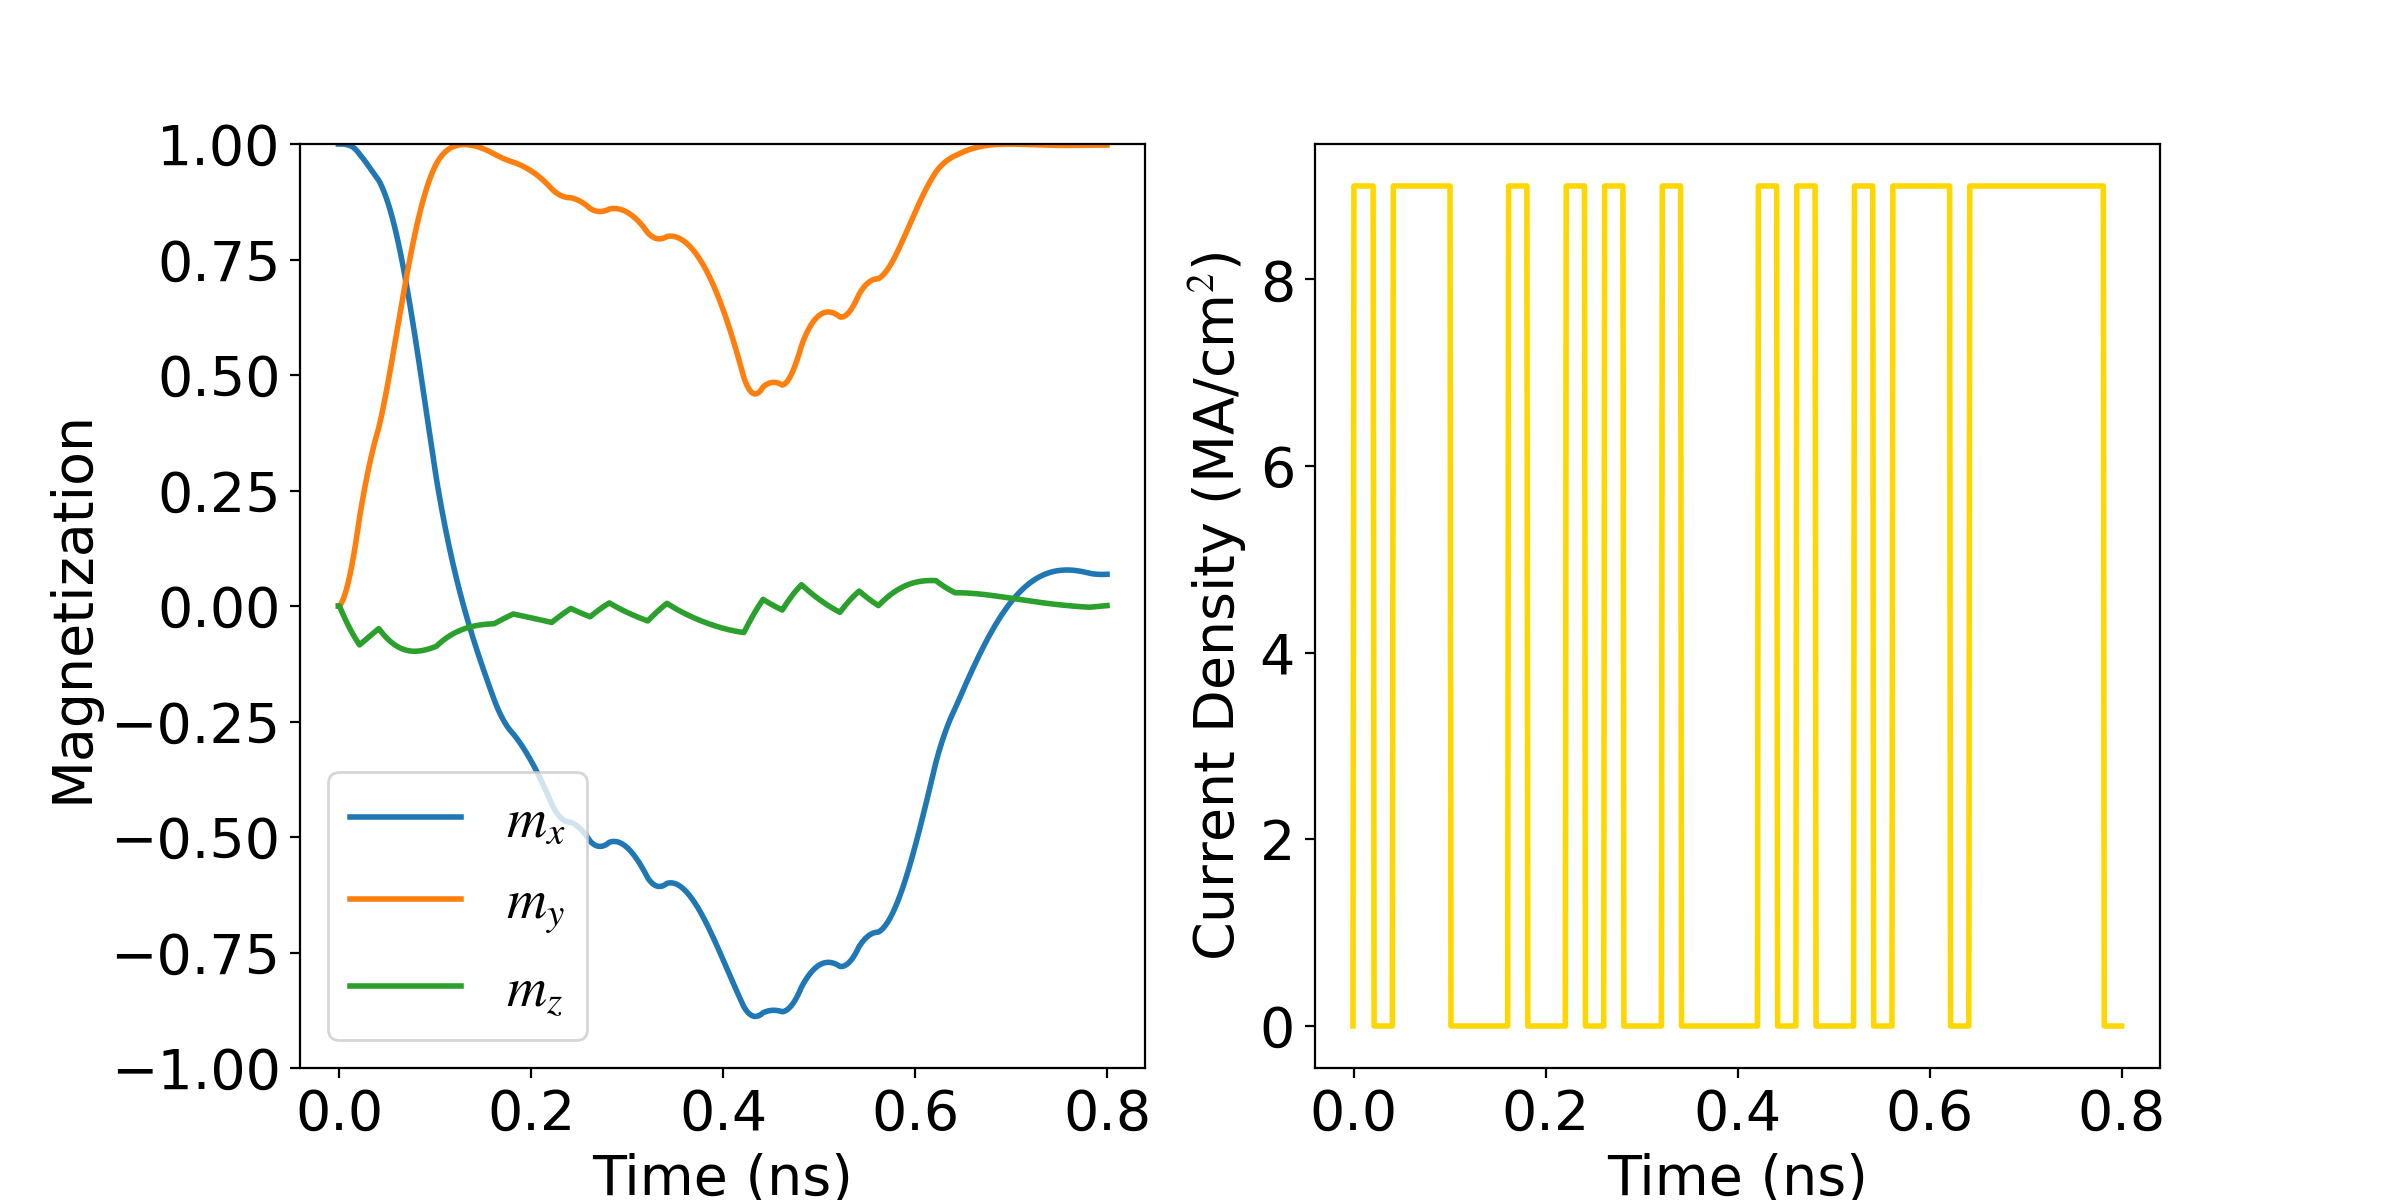 Magnetization
1.00
0.75
0.50
0.25
0.00
−0.25
−0.50
−0.75
−1.00
m_x
m_y
m_z
0.0 0.2 0.4 0.6 0.8
Time (ns)
Current Density (MA/cm²)
8
6
4
2
0
0.0 0.2 0.4 0.6 0.8
Time (ns)